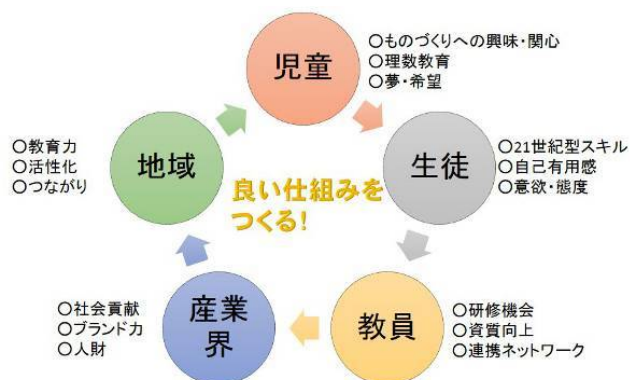 児童
○ものづくりへの興味・関心
○理数教育
○夢・希望
生徒
○21世紀型スキル
○自己有用感
○意欲・態度
教員
○研修機会
○資質向上
○連携ネットワーク
産業
界
○社会貢献
○ブランド力
○人財
地域
○教育力
○活性化
○つながり
良い仕組みを
つくる!